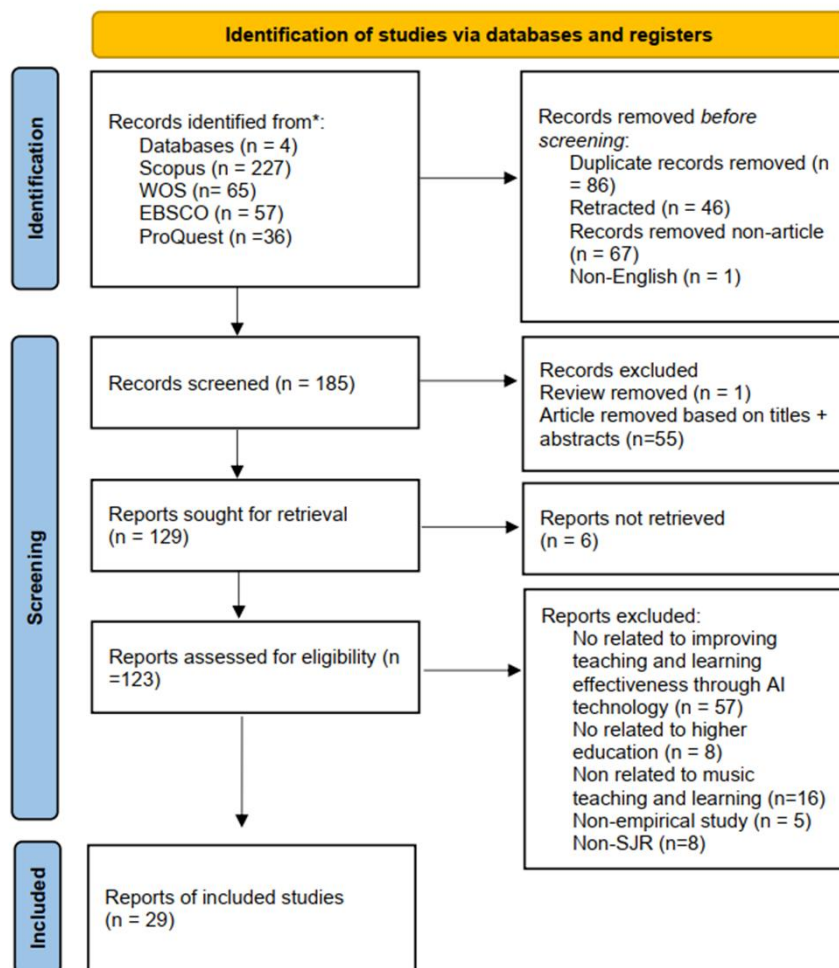 Identification of studies via databases and registers
Identification
Records identified from*:
Databases (n = 4)
Scopus (n = 227)
WOS (n= 65)
EBSCO (n = 57)
ProQuest (n =36)
Records removed before
screening:
Duplicate records removed (n
= 86)
Retracted (n = 46)
Records removed non-article
(n = 67)
Non-English (n = 1)
Screening
Records screened (n = 185)
Records excluded
Review removed (n = 1)
Article removed based on titles +
abstracts (n=55)
Reports sought for retrieval
(n = 129)
Reports not retrieved
(n = 6)
Reports assessed for eligibility (n
=123)
Reports excluded:
No related to improving
teaching and learning
effectiveness through AI
technology (n = 57)
No related to higher
education (n = 8)
Non related to music
teaching and learning (n=16)
Non-empirical study (n = 5)
Non-SJR (n=8)
Included
Reports of included studies
(n = 29)